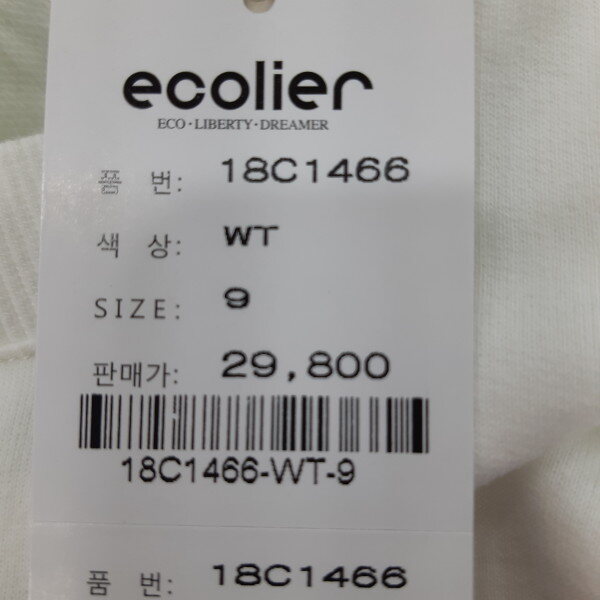 ecolier
ECO·LIBERTY·DREAMER
품 번: 18C1466
색 상: WT
SIZE: 9
판매가: 29,800
18C1466-WT-9
품 번: 18C1466